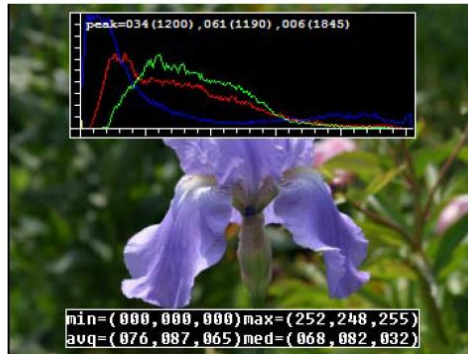 peak=034(1200),061(1190),006(1845)
min=(000,000,000)max=(252,248,255)
avg=(076,087,065)med=(068,082,032)